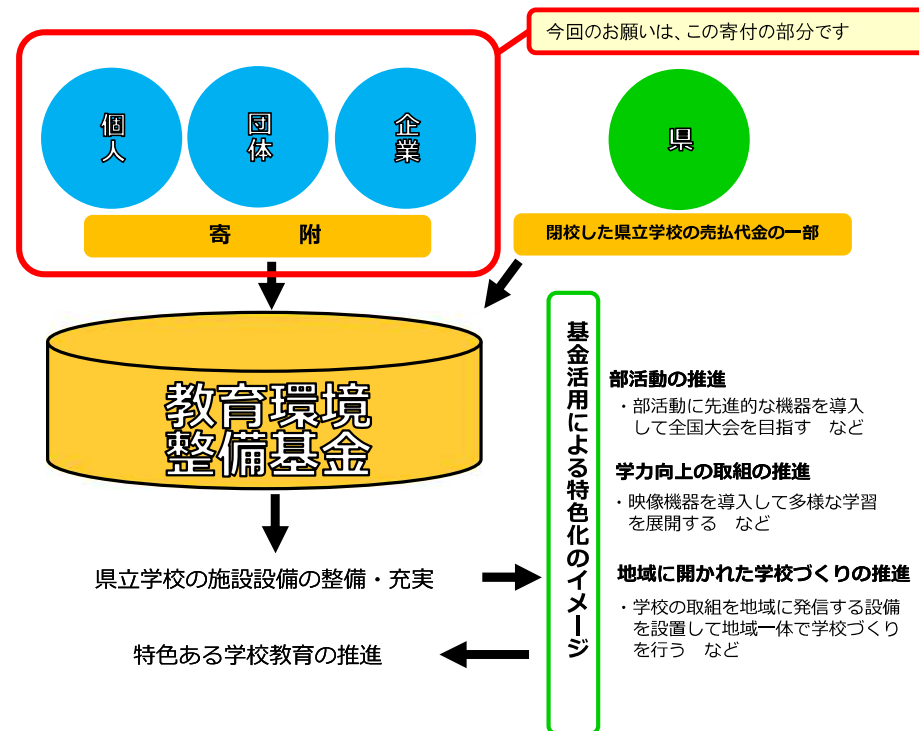 今回のお願いは、この寄付の部分です
個人
団体
企業
県
寄　　附
閉校した県立学校の売払代金の一部
教育環境
整備基金
県立学校の施設設備の整備・充実
特色ある学校教育の推進
基金活用による特色化のイメージ
部活動の推進
・部活動に先進的な機器を導入
して全国大会を目指す　など
学力向上の取組の推進
・映像機器を導入して多様な学習
を展開する　など
地域に開かれた学校づくりの推進
・学校の取組を地域に発信する設備
を設置して地域一体で学校づくり
を行う　など